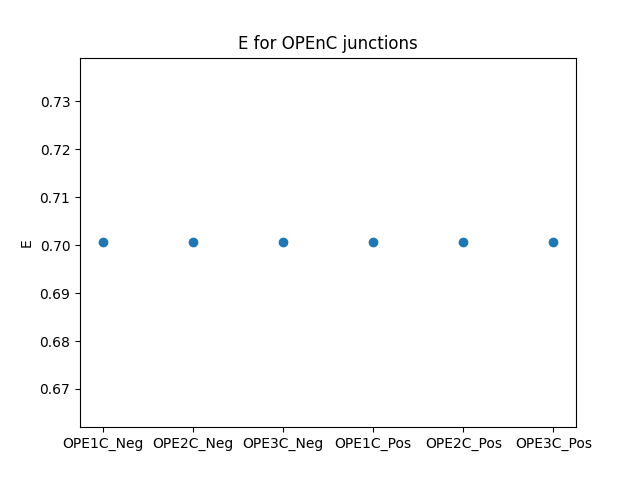 E for OPEnC junctions
0.73
0.72
0.71
0.70
0.69
0.68
0.67
E
OPE1C_Neg OPE2C_Neg OPE3C_Neg OPE1C_Pos OPE2C_Pos OPE3C_Pos